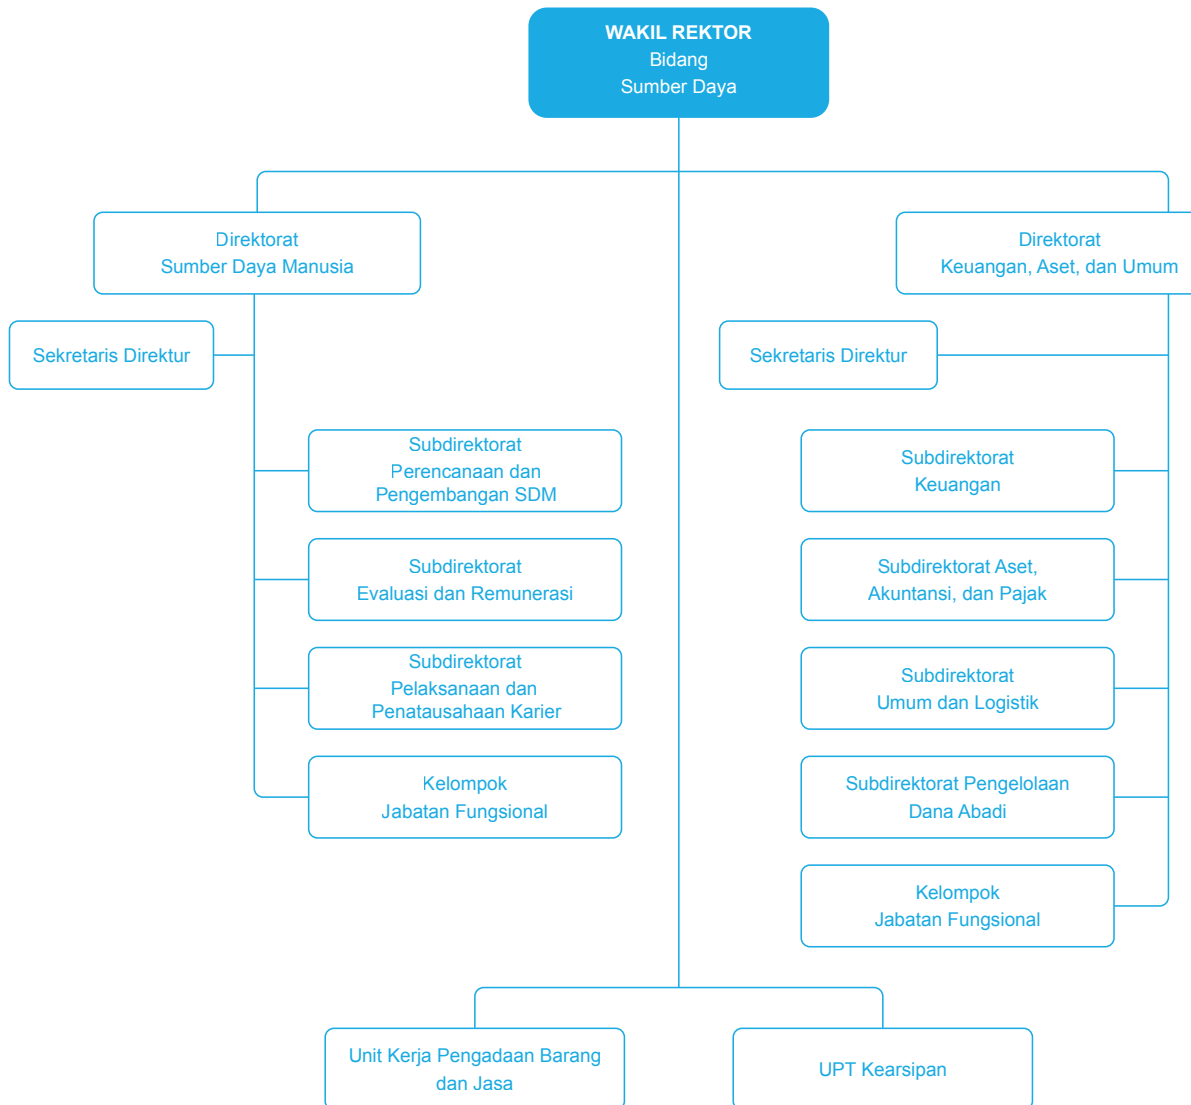 WAKIL REKTOR
Bidang
Sumber Daya
Direktorat
Sumber Daya Manusia
Direktorat
Keuangan, Aset, dan Umum
Sekretaris Direktur
Sekretaris Direktur
Subdirektorat
Perencanaan dan
Pengembangan SDM
Subdirektorat
Keuangan
Subdirektorat
Evaluasi dan Remunerasi
Subdirektorat Aset,
Akuntansi, dan Pajak
Subdirektorat
Pelaksanaan dan
Penatausahaan Karier
Subdirektorat
Umum dan Logistik
Kelompok
Jabatan Fungsional
Subdirektorat Pengelolaan
Dana Abadi
Kelompok
Jabatan Fungsional
Unit Kerja Pengadaan Barang
dan Jasa
UPT Kearsipan